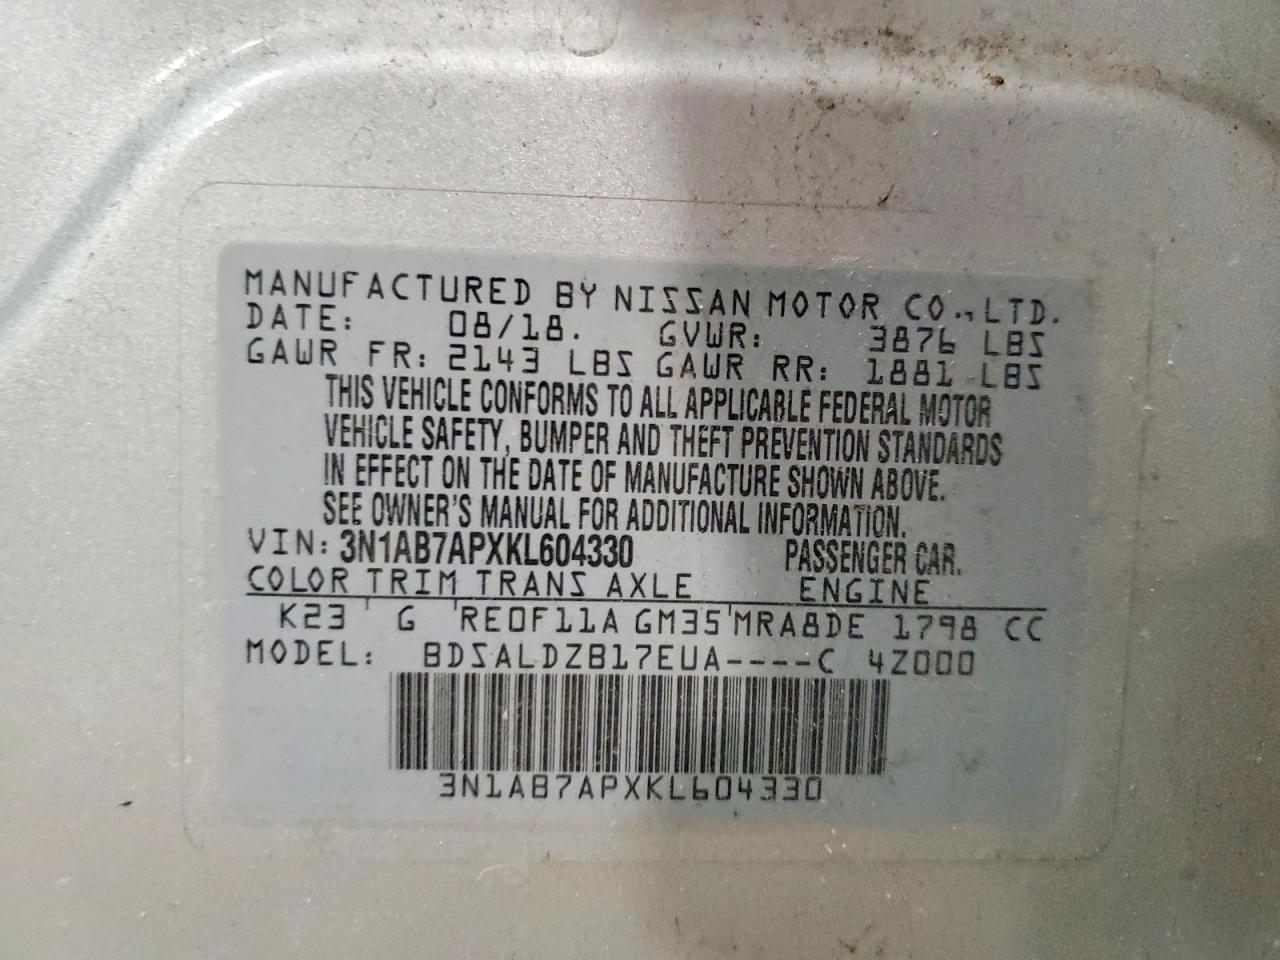 MANUFACTURED BY NISSAN MOTOR CO., LTD.
DATE: 08/18. GVWR: 3876 LBS
GAWR FR: 2143 LBS GAWR RR: 1881 LBS
THIS VEHICLE CONFORMS TO ALL APPLICABLE FEDERAL MOTOR
VEHICLE SAFETY, BUMPER AND THEFT PREVENTION STANDARDS
IN EFFECT ON THE DATE OF MANUFACTURE SHOWN ABOVE.
SEE OWNER'S MANUAL FOR ADDITIONAL INFORMATION.
VIN: 3N1AB7APXKL604330 PASSENGER CAR.
COLOR TRIM TRANS AXLE ENGINE
K23 ' G ' RE0F11A GM35 ' MRA8DE 1798 CC
MODEL: BDSALDZB17EUA----C 4Z000
3N1AB7APXKL604330